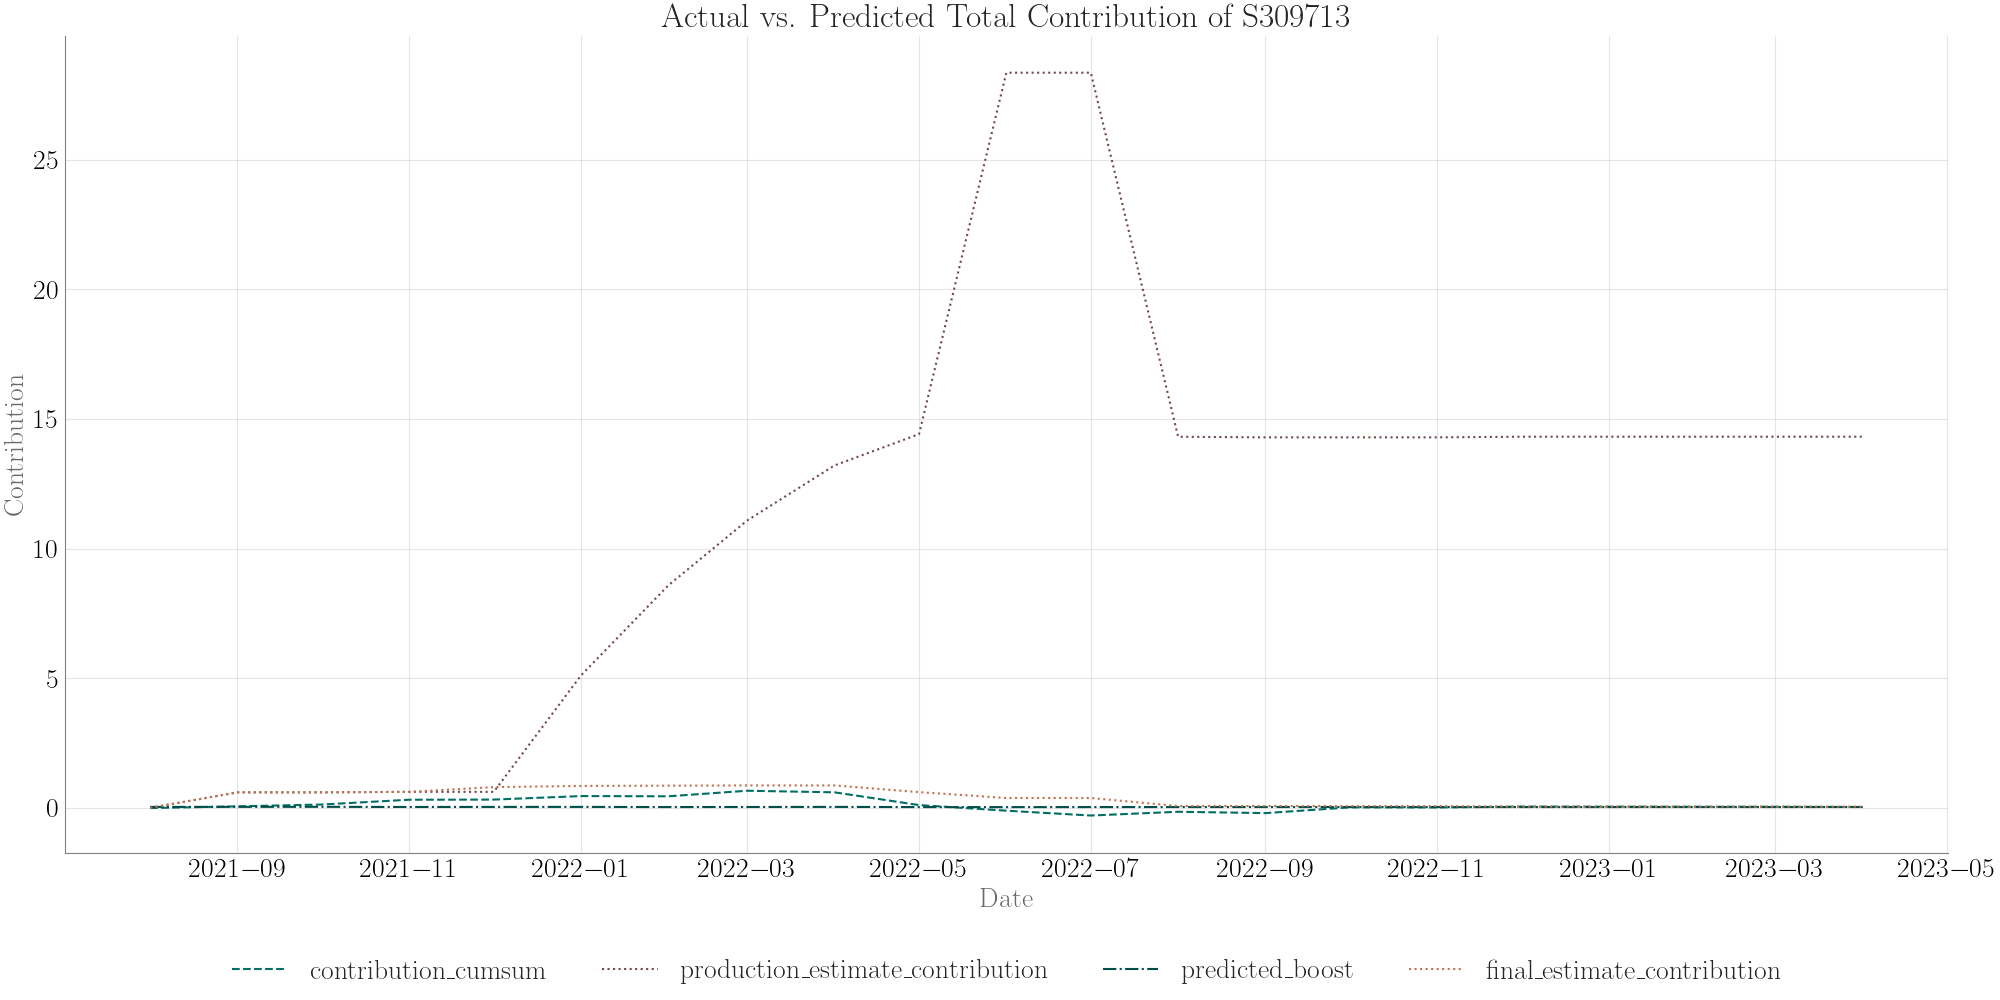 Actual vs. Predicted Total Contribution of S309713
Contribution
25
20
15
10
5
0
2021−09 2021−11 2022−01 2022−03 2022−05 2022−07 2022−09 2022−11 2023−01 2023−03 2023−05
Date
contribution_cumsum production_estimate_contribution predicted_boost final_estimate_contribution